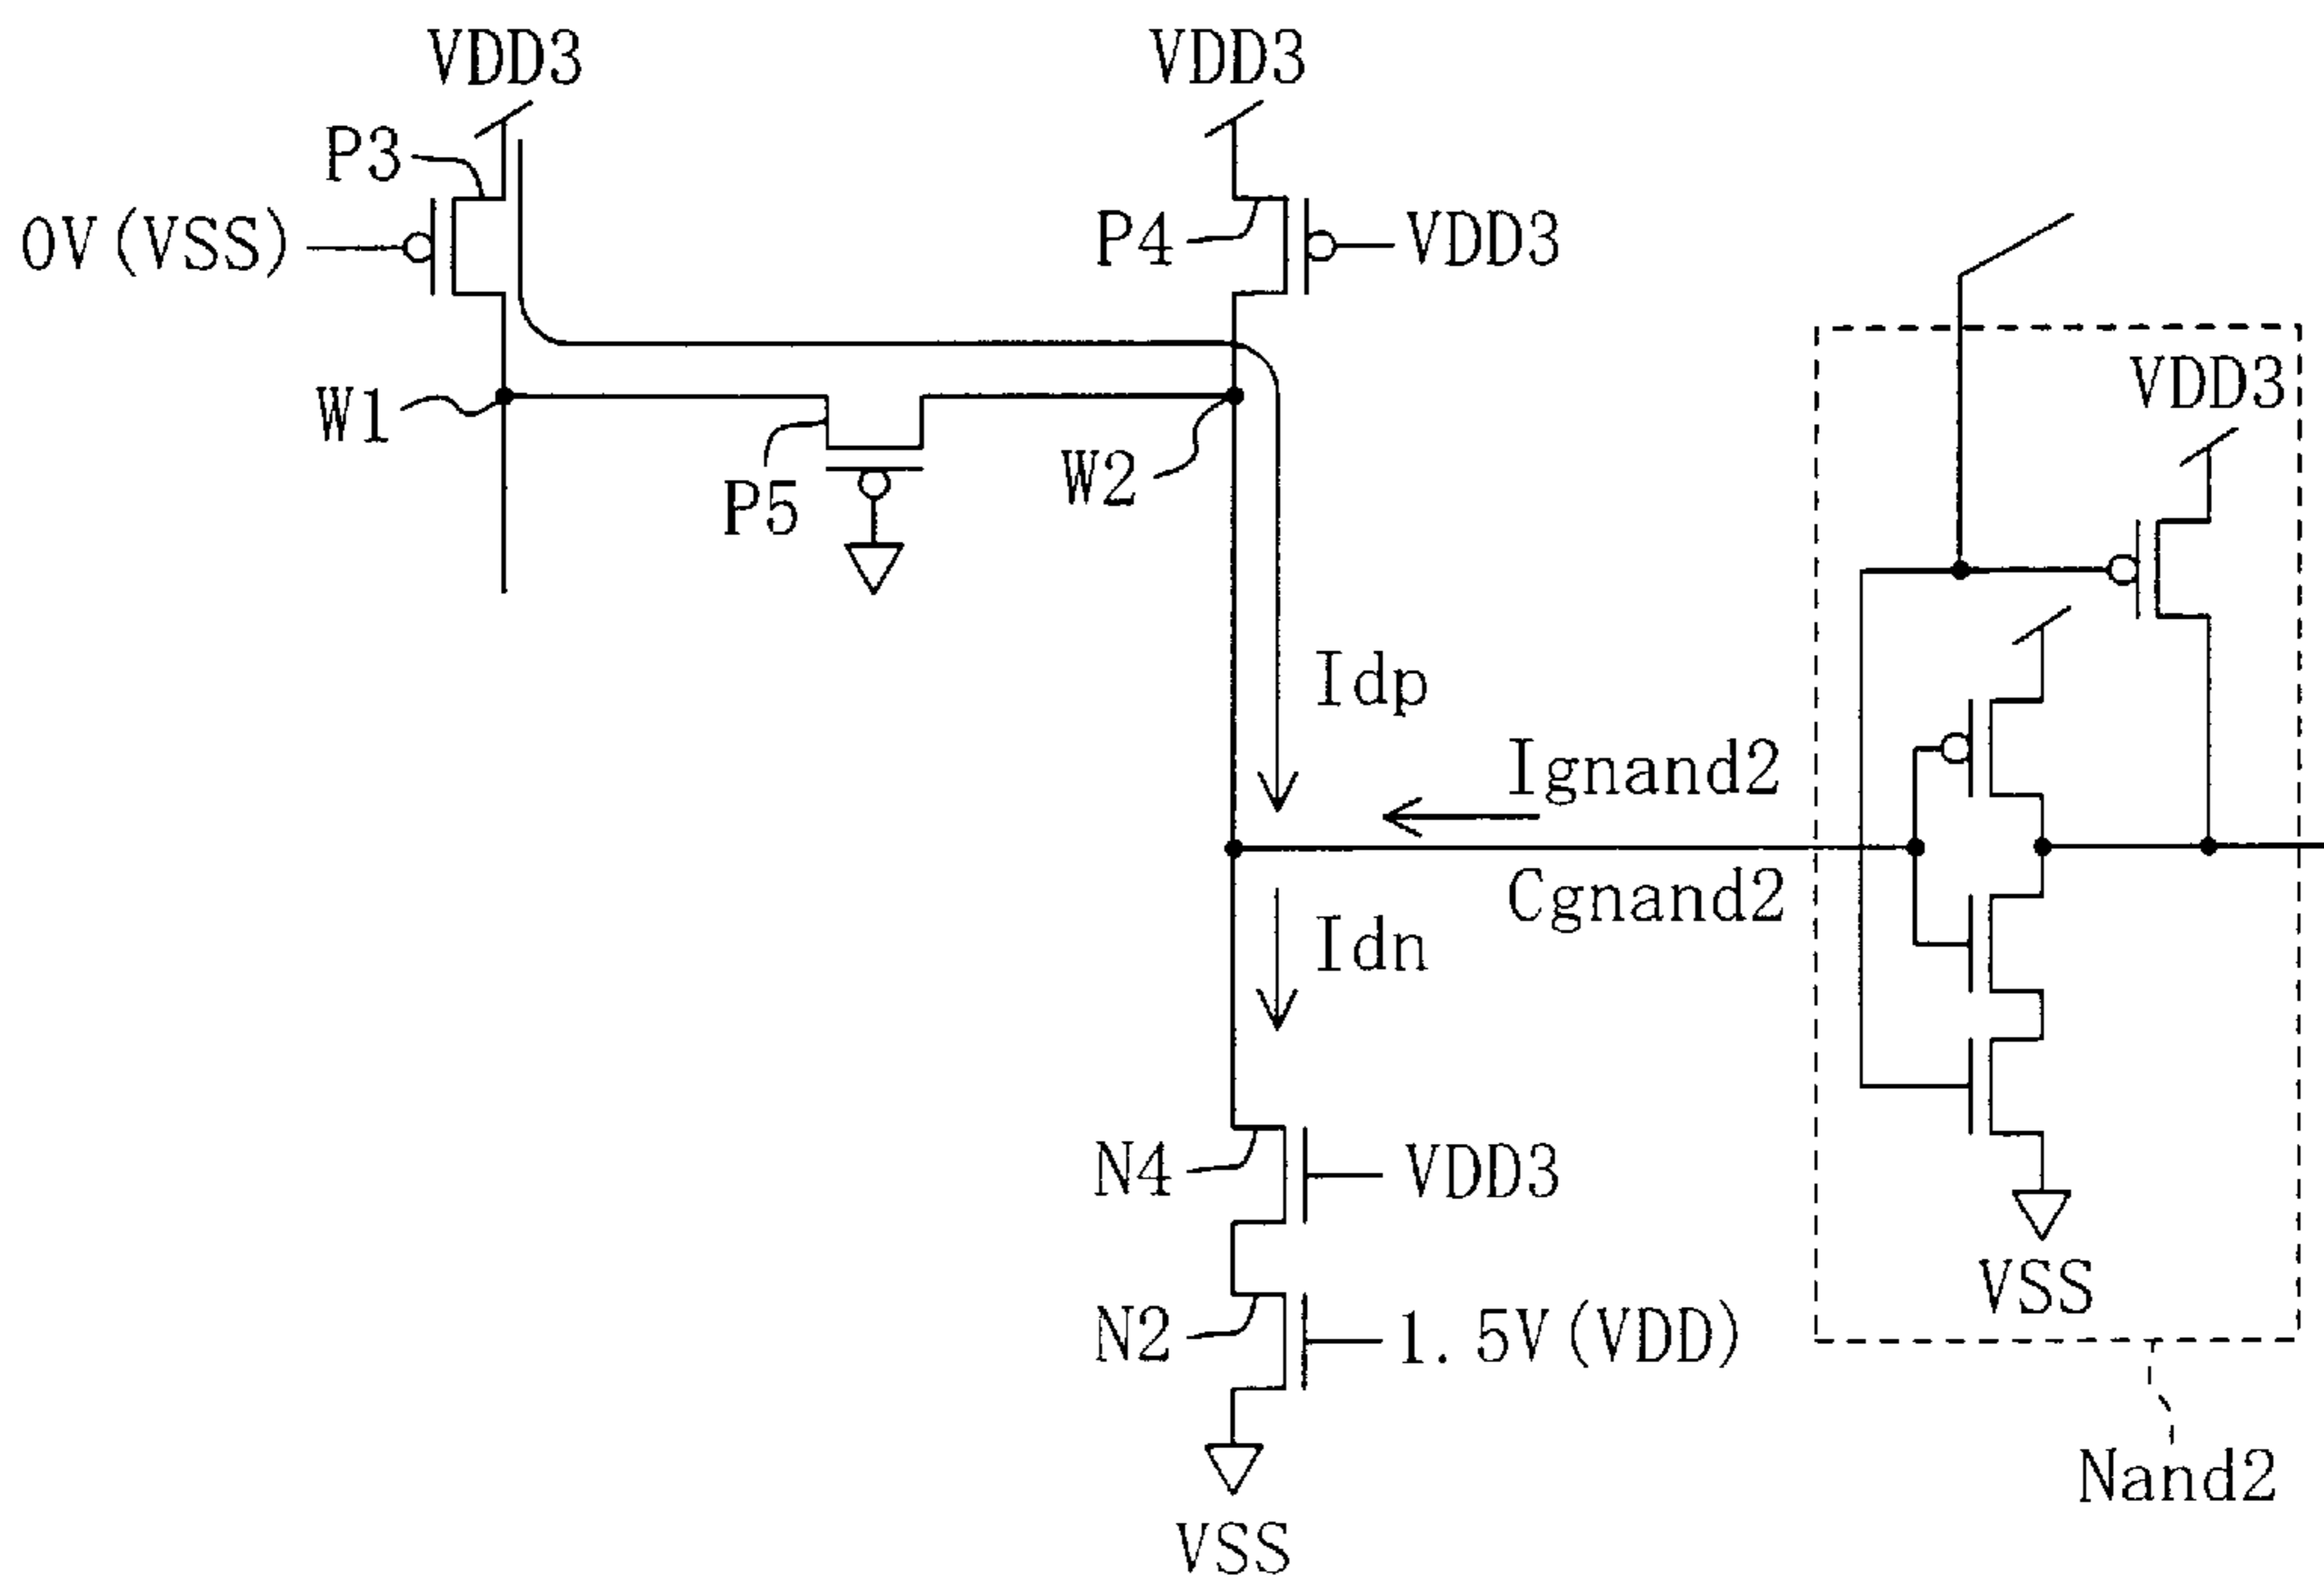 VDD3
VDD3
P3
0V(VSS)
P4
VDD3
VDD3
W1
W2
P5
Idp
Ignand2
Cgnand2
Idn
N4
VDD3
VSS
N2
1.5V(VDD)
Nand2
VSS